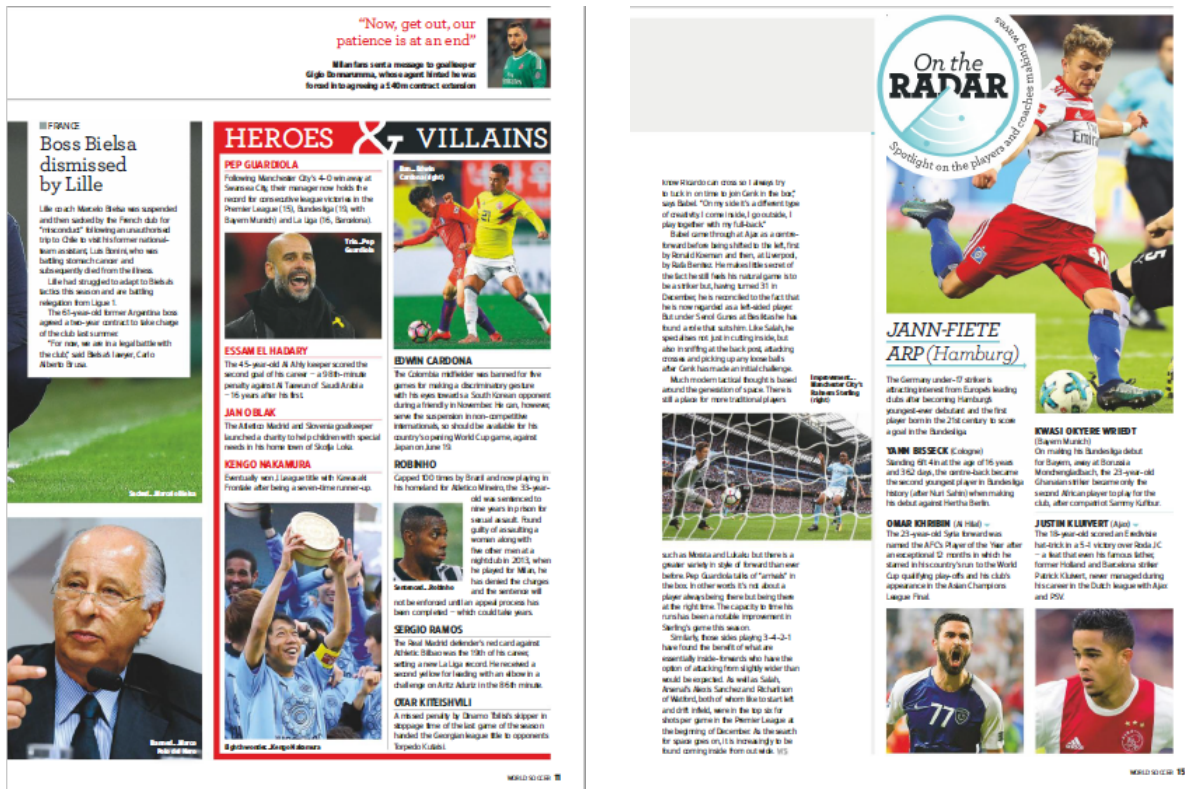 “Now, get out, our
patience is at an end”
Milan fans sent a message to goalkeeper
Gigio Donnarumma, whose agent hinted he was
forced into agreeing a £40m contract extension
FRANCE
Boss Bielsa
dismissed
by Lille
Lille coach Marcelo Bielsa was suspended
and then sacked by the French club for
“misconduct” following an unauthorised
trip to Chile to visit his former national-
team assistant, Luis Bonini, who was
battling stomach cancer and
subsequently died from the illness.
Lille had struggled to adapt to Bielsa’s
tactics this season and are battling
relegation from Ligue 1.
The 61-year-old former Argentina boss
agreed a two-year contract to take charge
of the club last summer.
“For now, we are in a legal battle with
the club,” said Bielsa’s lawyer, Carlo
Alberto Brusa.
Sacked...Marcelo Bielsa
Banned...Marco
Polo del Nero
HEROES & VILLAINS
PEP GUARDIOLA
Following Manchester City’s 4-0 win away at
Swansea City, their manager now holds the
record for consecutive league victories in the
Premier League (15), Bundesliga (19, with
Bayern Munich) and La Liga (16, Barcelona).
Trio...Pep
Guardiola
ESSAM EL HADARY
The 45-year-old Al Ahly keeper scored the
second goal of his career – a 98th-minute
penalty against Al Taawun of Saudi Arabia
– 16 years after his first.
JAN OBLAK
The Atletico Madrid and Slovenia goalkeeper
launched a charity to help children with special
needs in his home town of Skofja Loka.
KENGO NAKAMURA
Eventually won J.League title with Kawasaki
Frontale after being a seven-time runner-up.
Eighth wonder...Kengo Nakamura
Ban...Edwin
Cardona (right)
EDWIN CARDONA
The Colombia midfielder was banned for five
games for making a discriminatory gesture
with his eyes towards a South Korean opponent
during a friendly in November. He can, however,
serve the suspension in non-competitive
internationals, so should be available for his
country’s opening World Cup game, against
Japan on June 19.
ROBINHO
Capped 100 times by Brazil and now playing in
his homeland for Atletico Mineiro, the 33-year-
old was sentenced to
nine years in prison for
sexual assault. Found
guilty of assaulting a
woman along with
five other men at a
nightclub in 2013, when
he played for Milan, he
has denied the charges
and the sentence will
not be enforced until an appeal process has
been completed – which could take years.
Sentenced...Robinho
SERGIO RAMOS
The Real Madrid defender’s red card against
Athletic Bilbao was the 19th of his career,
setting a new La Liga record. He received a
second yellow for leading with an elbow in a
challenge on Aritz Aduriz in the 86th minute.
OTAR KITEISHVILI
A missed penalty by Dinamo Tbilisi’s skipper in
stoppage time of the last game of the season
handed the Georgian league title to opponents
Torpedo Kutaisi.
WORLD SOCCER 11
know Ricardo can cross so I always try
to tuck in on time to join Cenk in the box,”
says Babel. “On my side it’s a different type
of creativity. I come inside, I go outside, I
play together with my full-back.”
Babel came through at Ajax as a centre-
forward before being shifted to the left, first
by Ronald Koeman and then, at Liverpool,
by Rafa Benitez. He makes little secret of
the fact he still feels his natural game is to
be a striker but, having turned 31 in
December, he is reconciled to the fact that
he is now regarded as a left-sided player.
But under Senol Gunes at Besiktas he has
found a role that suits him. Like Salah, he
specialises not just in cutting inside, but
also in sniffing at the back post, attacking
crosses and picking up any loose balls
after Cenk has made an initial challenge.
Much modern tactical thought is based
around the generation of space. There is
still a place for more traditional players
Improvement...
Manchester City’s
Raheem Sterling
(right)
such as Morata and Lukaku but there is a
greater variety in style of forward than ever
before. Pep Guardiola talks of “arrivals” in
the box. In other words it’s not about a
player always being there but being there
at the right time. The capacity to time his
runs has been a notable improvement in
Sterling’s game this season.
Similarly, those sides playing 3-4-2-1
have found the benefit of what are
essentially inside-forwards who have the
option of attacking from slightly wider than
would be expected. As well as Salah,
Arsenal’s Alexis Sanchez and Richarlison
of Watford, both of whom like to start left
and drift infield, were in the top six for
shots per game in the Premier League at
the beginning of December. As the search
for space goes on, it is increasingly to be
found coming inside from out wide. WS
On the
RADAR
Spotlight on the players and coaches making waves
JANN-FIETE
ARP (Hamburg)
The Germany under-17 striker is
attracting interest from Europe’s leading
clubs after becoming Hamburg’s
youngest-ever debutant and the first
player born in the 21st century to score
a goal in the Bundesliga.
YANN BISSECK (Cologne)
Standing 6ft 4in at the age of 16 years
and 362 days, the centre-back became
the second youngest player in Bundesliga
history (after Nuri Sahin) when making
his debut against Hertha Berlin.
OMAR KHRIBIN (Al Hilal)
The 23-year-old Syria forward was
named the AFC’s Player of the Year after
an exceptional 12 months in which he
starred in his country’s run to the World
Cup qualifying play-offs and his club’s
appearance in the Asian Champions
League Final.
KWASI OKYERE WRIEDT
(Bayern Munich)
On making his Bundesliga debut
for Bayern, away at Borussia
Monchengladbach, the 23-year-old
Ghanaian striker became only the
second African player to play for the
club, after compatriot Sammy Kuffour.
JUSTIN KLUIVERT (Ajax)
The 18-year-old scored an Eredivisie
hat-trick in a 5-1 victory over Roda JC
– a feat that even his famous father,
former Holland and Barcelona striker
Patrick Kluivert, never managed during
his career in the Dutch league with Ajax
and PSV.
WORLD SOCCER 15